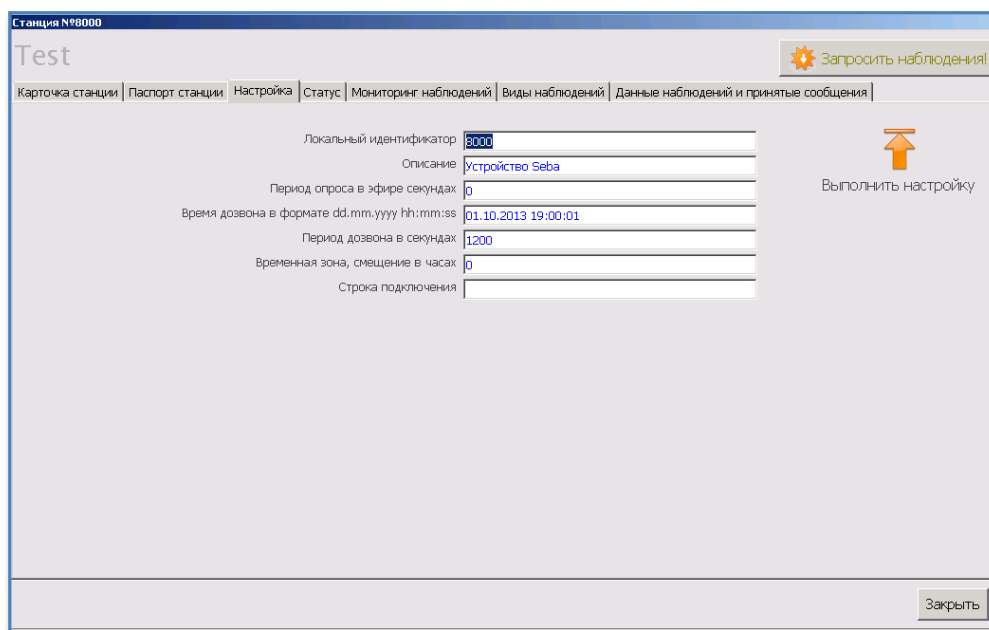 Станция №8000
Test
Запросить наблюдения!
Карточка станции Паспорт станции Настройка Статус Мониторинг наблюдений Виды наблюдений Данные наблюдений и принятые сообщения
Локальный идентификатор 8000
Описание Устройство Seba
Период опроса в эфире секундах 0
Время дозвона в формате dd.mm.yyyy hh:mm:ss 01.10.2013 19:00:01
Период дозвона в секундах 1200
Временная зона, смещение в часах 0
Строка подключения
Выполнить настройку
Закрыть